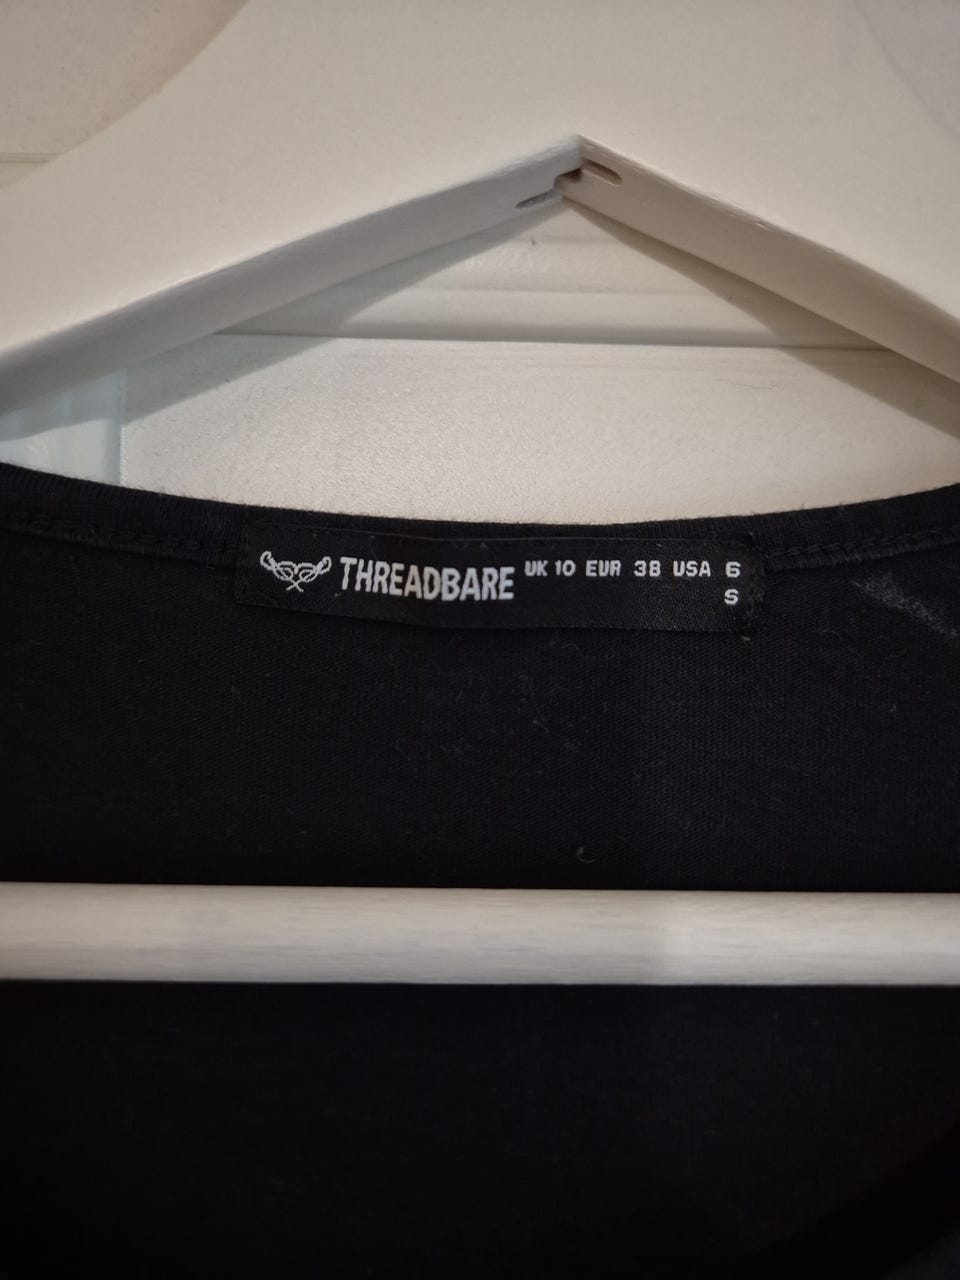 THREADBARE UK 10 EUR 38 USA 6
S